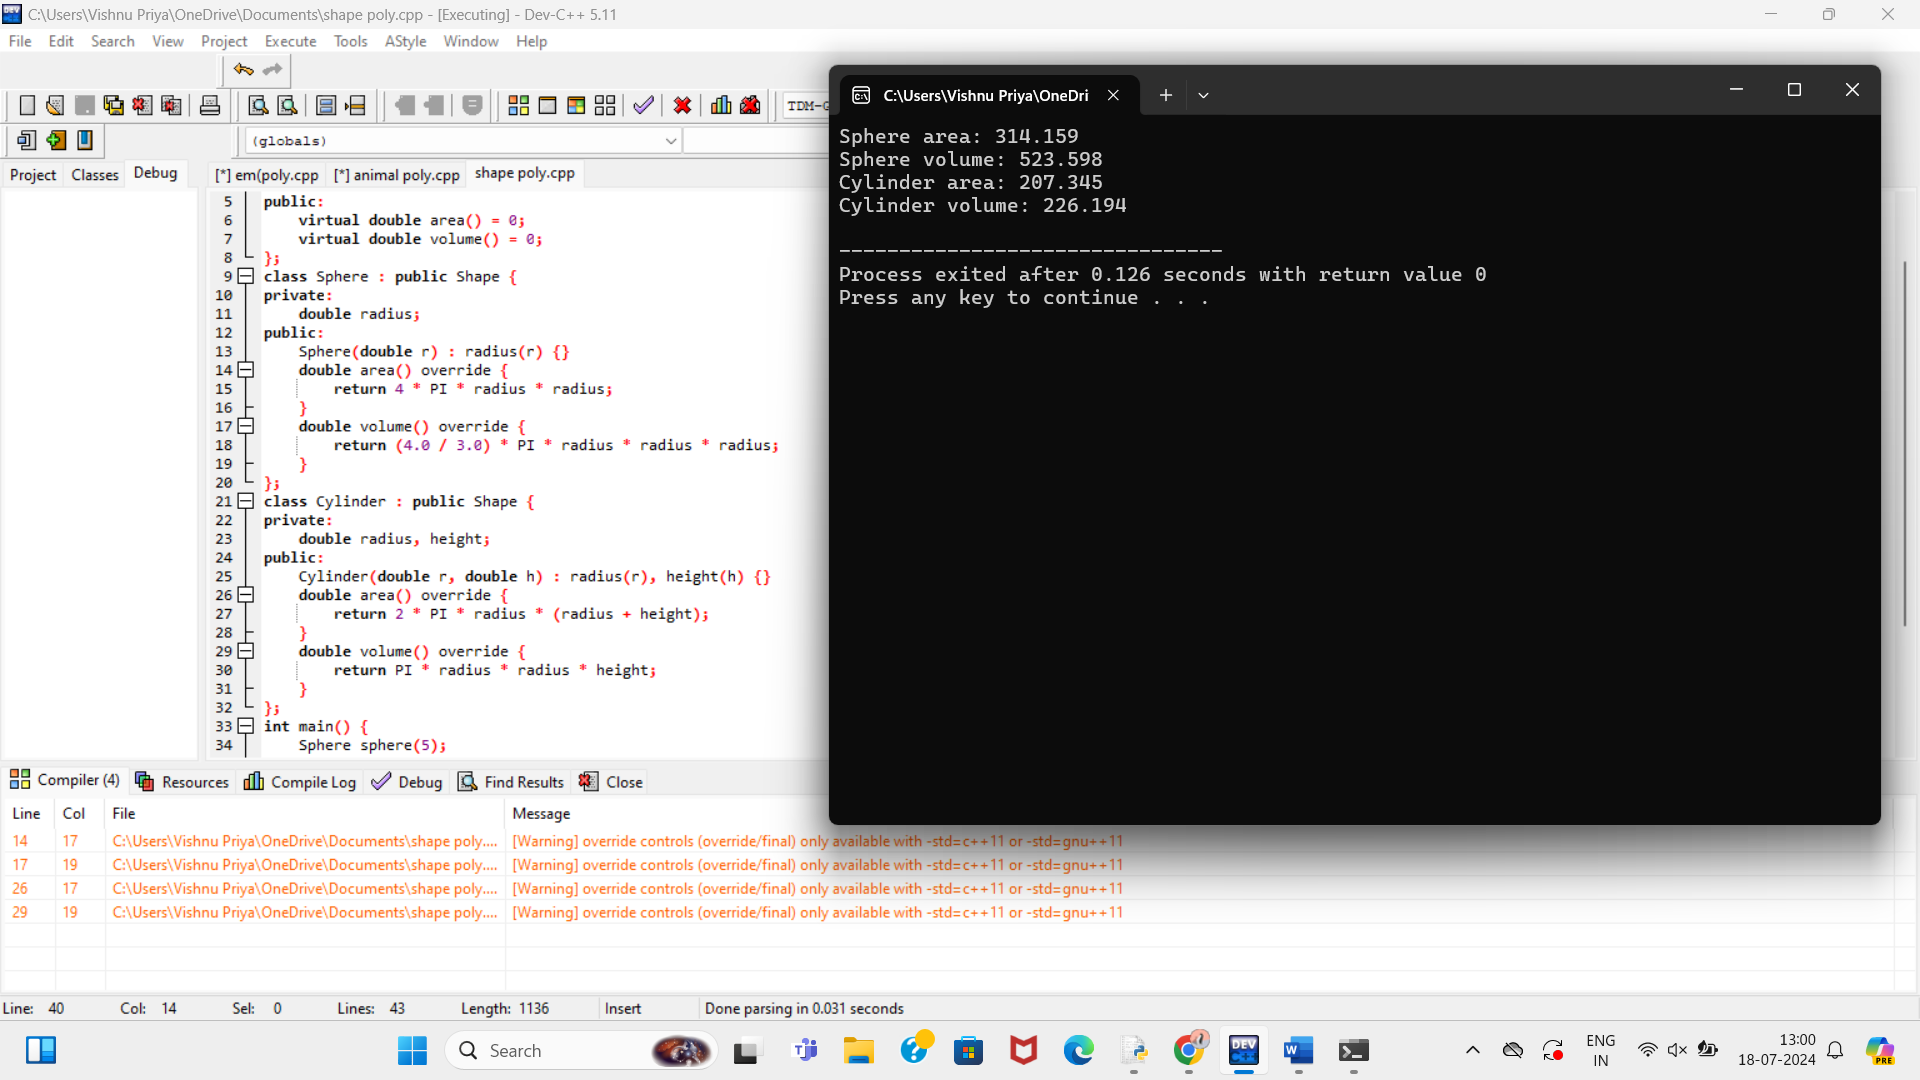 C:\Users\Vishnu Priya\OneDrive\Documents\shape poly.cpp - [Executing] - Dev-C++ 5.11
File Edit Search View Project Execute Tools AStyle Window Help
TDM-G
(globals)
Project Classes Debug
[*] em(poly.cpp [*] animal poly.cpp shape poly.cpp
5 public:
6 virtual double area() = 0;
7 virtual double volume() = 0;
8 };
9 class Sphere : public Shape {
10 private:
11 double radius;
12 public:
13 Sphere(double r) : radius(r) {}
14 double area() override {
15 return 4 * PI * radius * radius;
16 }
17 double volume() override {
18 return (4.0 / 3.0) * PI * radius * radius * radius;
19 }
20 };
21 class Cylinder : public Shape {
22 private:
23 double radius, height;
24 public:
25 Cylinder(double r, double h) : radius(r), height(h) {}
26 double area() override {
27 return 2 * PI * radius * (radius + height);
28 }
29 double volume() override {
30 return PI * radius * radius * height;
31 }
32 };
33 int main() {
34 Sphere sphere(5);
C:\Users\Vishnu Priya\OneDri
Sphere area: 314.159
Sphere volume: 523.598
Cylinder area: 207.345
Cylinder volume: 226.194
--------------------------------
Process exited after 0.126 seconds with return value 0
Press any key to continue . . .
Compiler (4) Resources Compile Log Debug Find Results Close
Line Col File Message
14 17 C:\Users\Vishnu Priya\OneDrive\Documents\shape poly.... [Warning] override controls (override/final) only available with -std=c++11 or -std=gnu++11
17 19 C:\Users\Vishnu Priya\OneDrive\Documents\shape poly.... [Warning] override controls (override/final) only available with -std=c++11 or -std=gnu++11
26 17 C:\Users\Vishnu Priya\OneDrive\Documents\shape poly.... [Warning] override controls (override/final) only available with -std=c++11 or -std=gnu++11
29 19 C:\Users\Vishnu Priya\OneDrive\Documents\shape poly.... [Warning] override controls (override/final) only available with -std=c++11 or -std=gnu++11
Line: 40 Col: 14 Sel: 0 Lines: 43 Length: 1136 Insert Done parsing in 0.031 seconds
Search
DEV
ENG
IN
13:00
18-07-2024
PRE